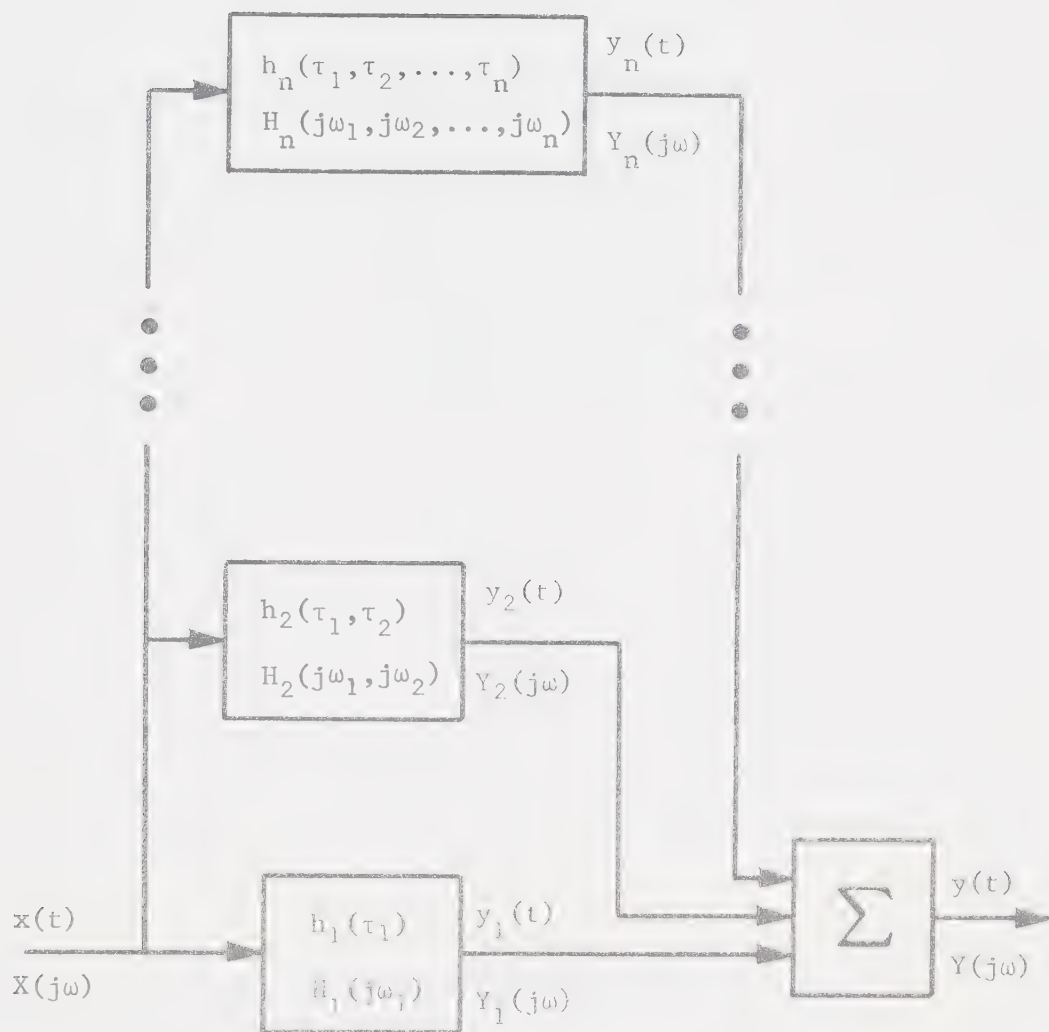 y_n(t)
h_n(τ_1,τ_2,...,τ_n)
H_n(jω_1,jω_2,...,jω_n)
Y_n(jω)
y_2(t)
h_2(τ_1,τ_2)
H_2(jω_1,jω_2)
Y_2(jω)
x(t)
X(jω)
h_1(τ_1)
H_1(jω_1)
y_1(t)
Y_1(jω)
Σ
y(t)
Y(jω)